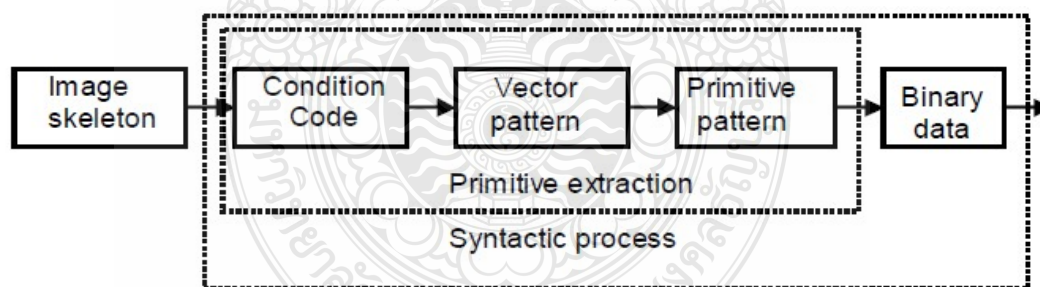 Image
skeleton
Condition
Code
Vector
pattern
Primitive
pattern
Binary
data
Primitive extraction
Syntactic process